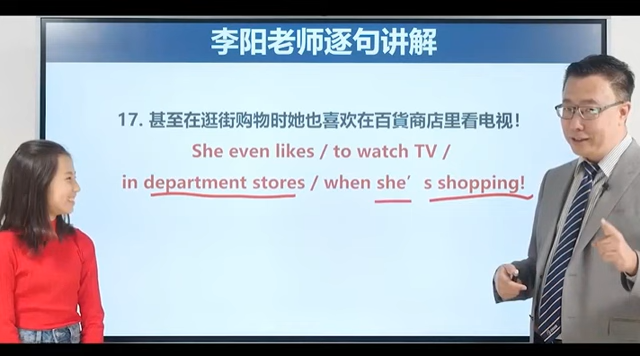 李阳老师逐句讲解
17. 甚至在逛街购物时她也喜欢在百貨商店里看电视！
She even likes / to watch TV /
in department stores / when she’s shopping!